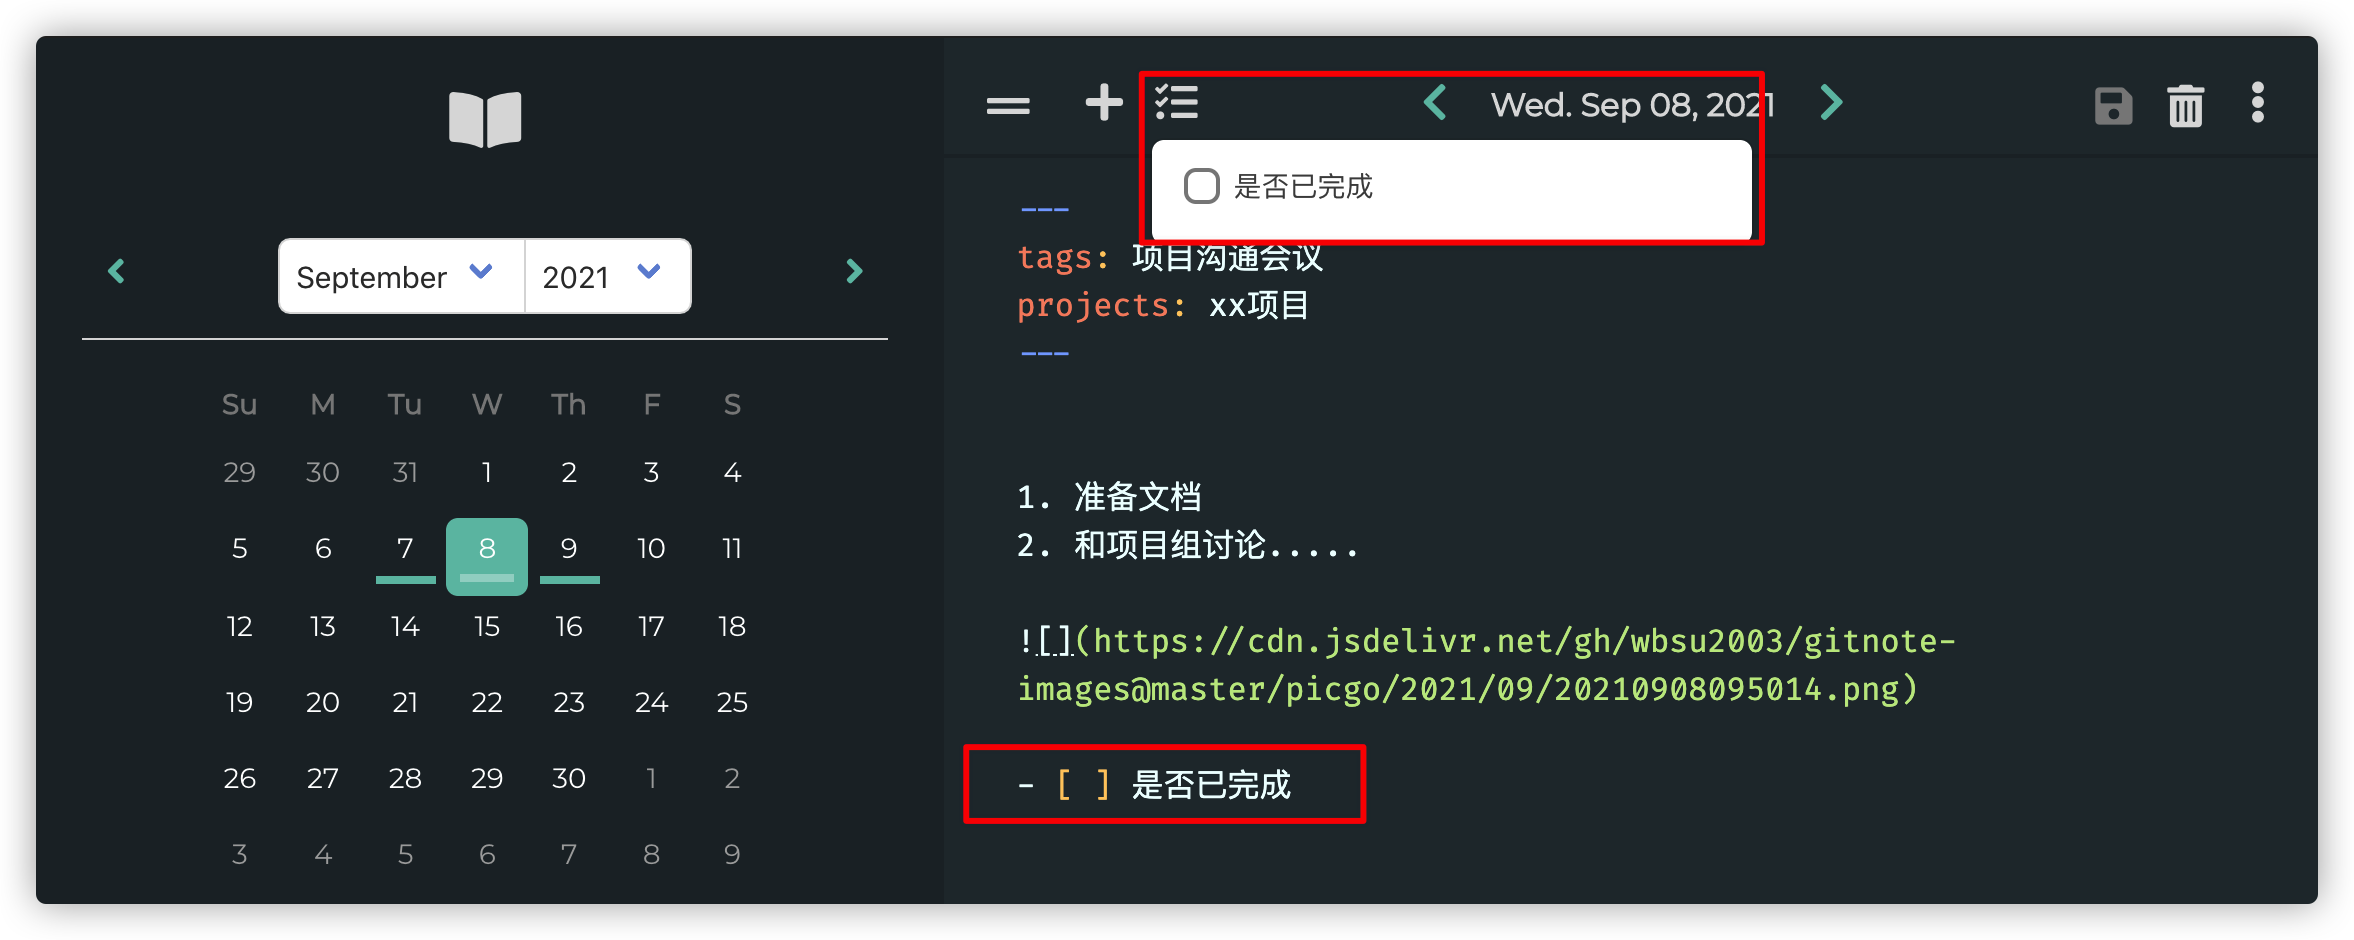 September 2021
Su M Tu W Th F S
29 30 31 1 2 3 4
5 6 7 8 9 10 11
12 13 14 15 16 17 18
19 20 21 22 23 24 25
26 27 28 29 30 1 2
3 4 5 6 7 8 9
Wed. Sep 08, 2021
是否已完成
---
tags: 项目沟通会议
projects: xx项目
---
1. 准备文档
2. 和项目组讨论.....
![](https://cdn.jsdelivr.net/gh/wbsu2003/gitnote-
images@master/picgo/2021/09/20210908095014.png)
- [ ] 是否已完成